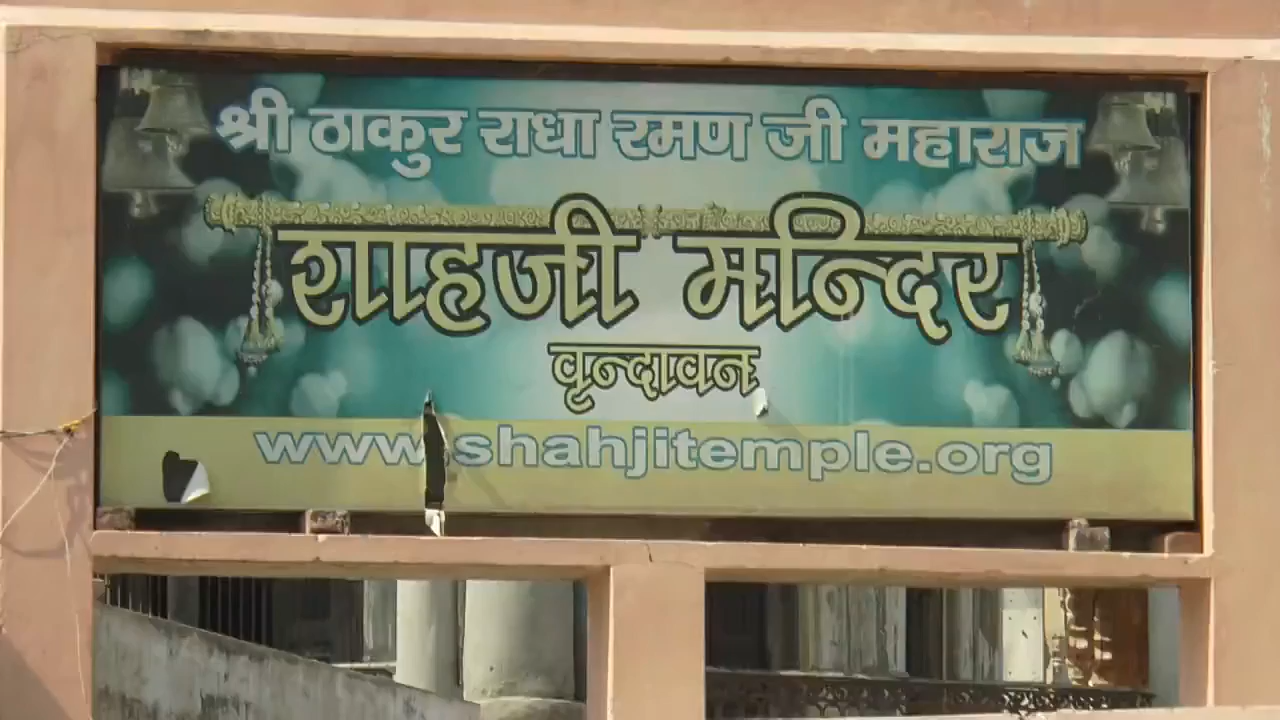 श्री ठाकुर राधा रमण जी महाराज
शाहजी मन्दिर
वृन्दावन
www.shahjitemple.org